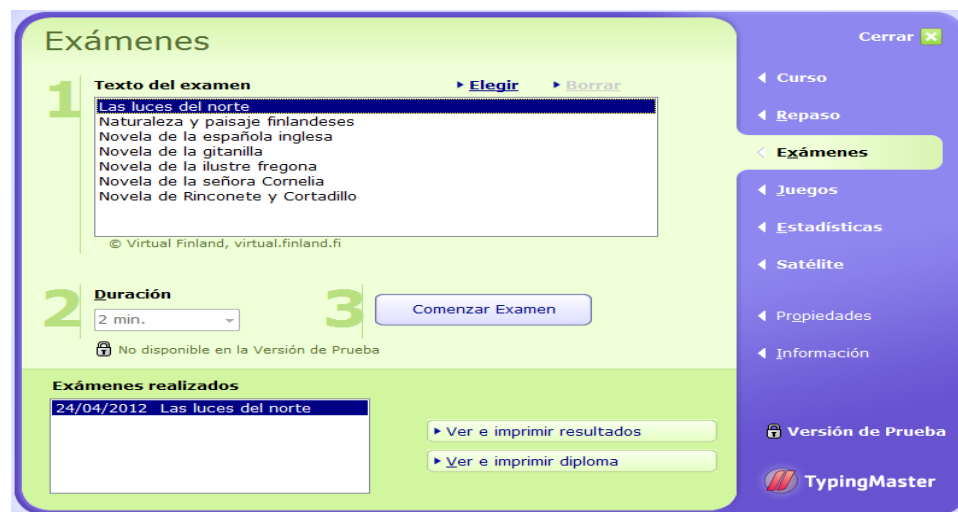 Exámenes
1 Texto del examen Elegir Borrar
Las luces del norte
Naturaleza y paisaje finlandeses
Novela de la española inglesa
Novela de la gitanilla
Novela de la ilustre fregona
Novela de la señora Cornelia
Novela de Rinconete y Cortadillo
© Virtual Finland, virtual.finland.fi
2 Duración
2 min.
No disponible en la Versión de Prueba
3 Comenzar Examen
Exámenes realizados
24/04/2012 Las luces del norte
Ver e imprimir resultados
Ver e imprimir diploma
Cerrar
Curso
Repaso
Exámenes
Juegos
Estadísticas
Satélite
Propiedades
Información
Versión de Prueba
TypingMaster